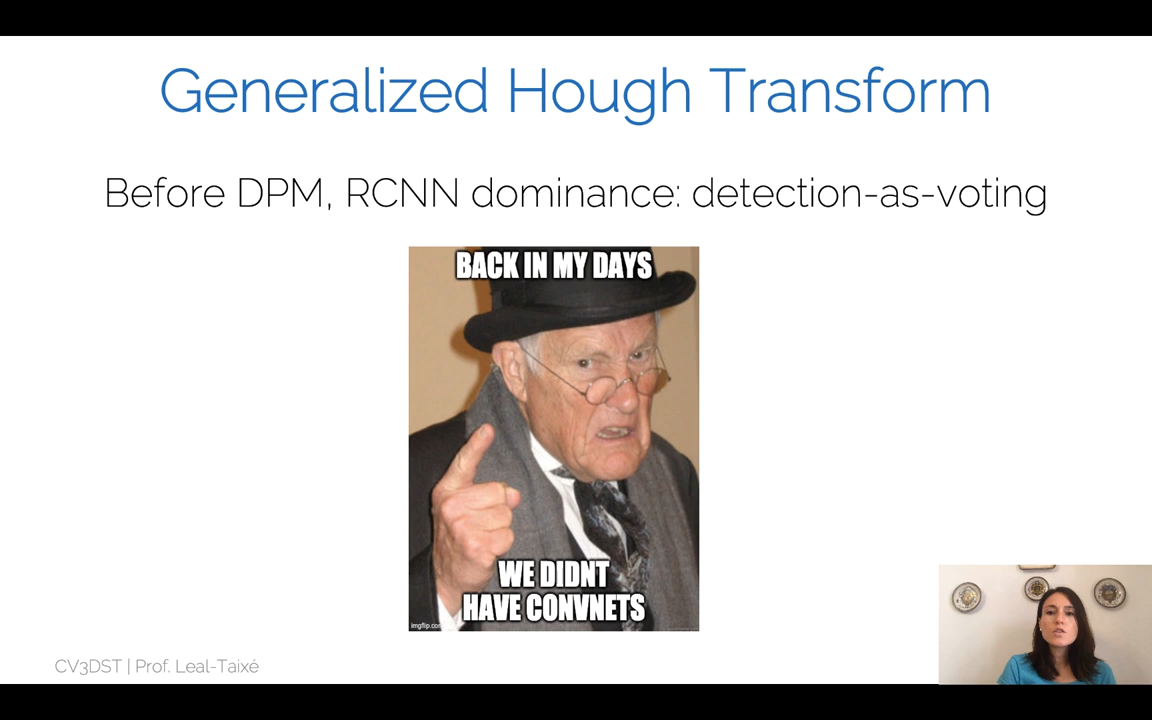 Generalized Hough Transform
Before DPM, RCNN dominance: detection-as-voting
BACK IN MY DAYS
WE DIDNT
HAVE CONVNETS
CV3DST | Prof. Leal-Taixé